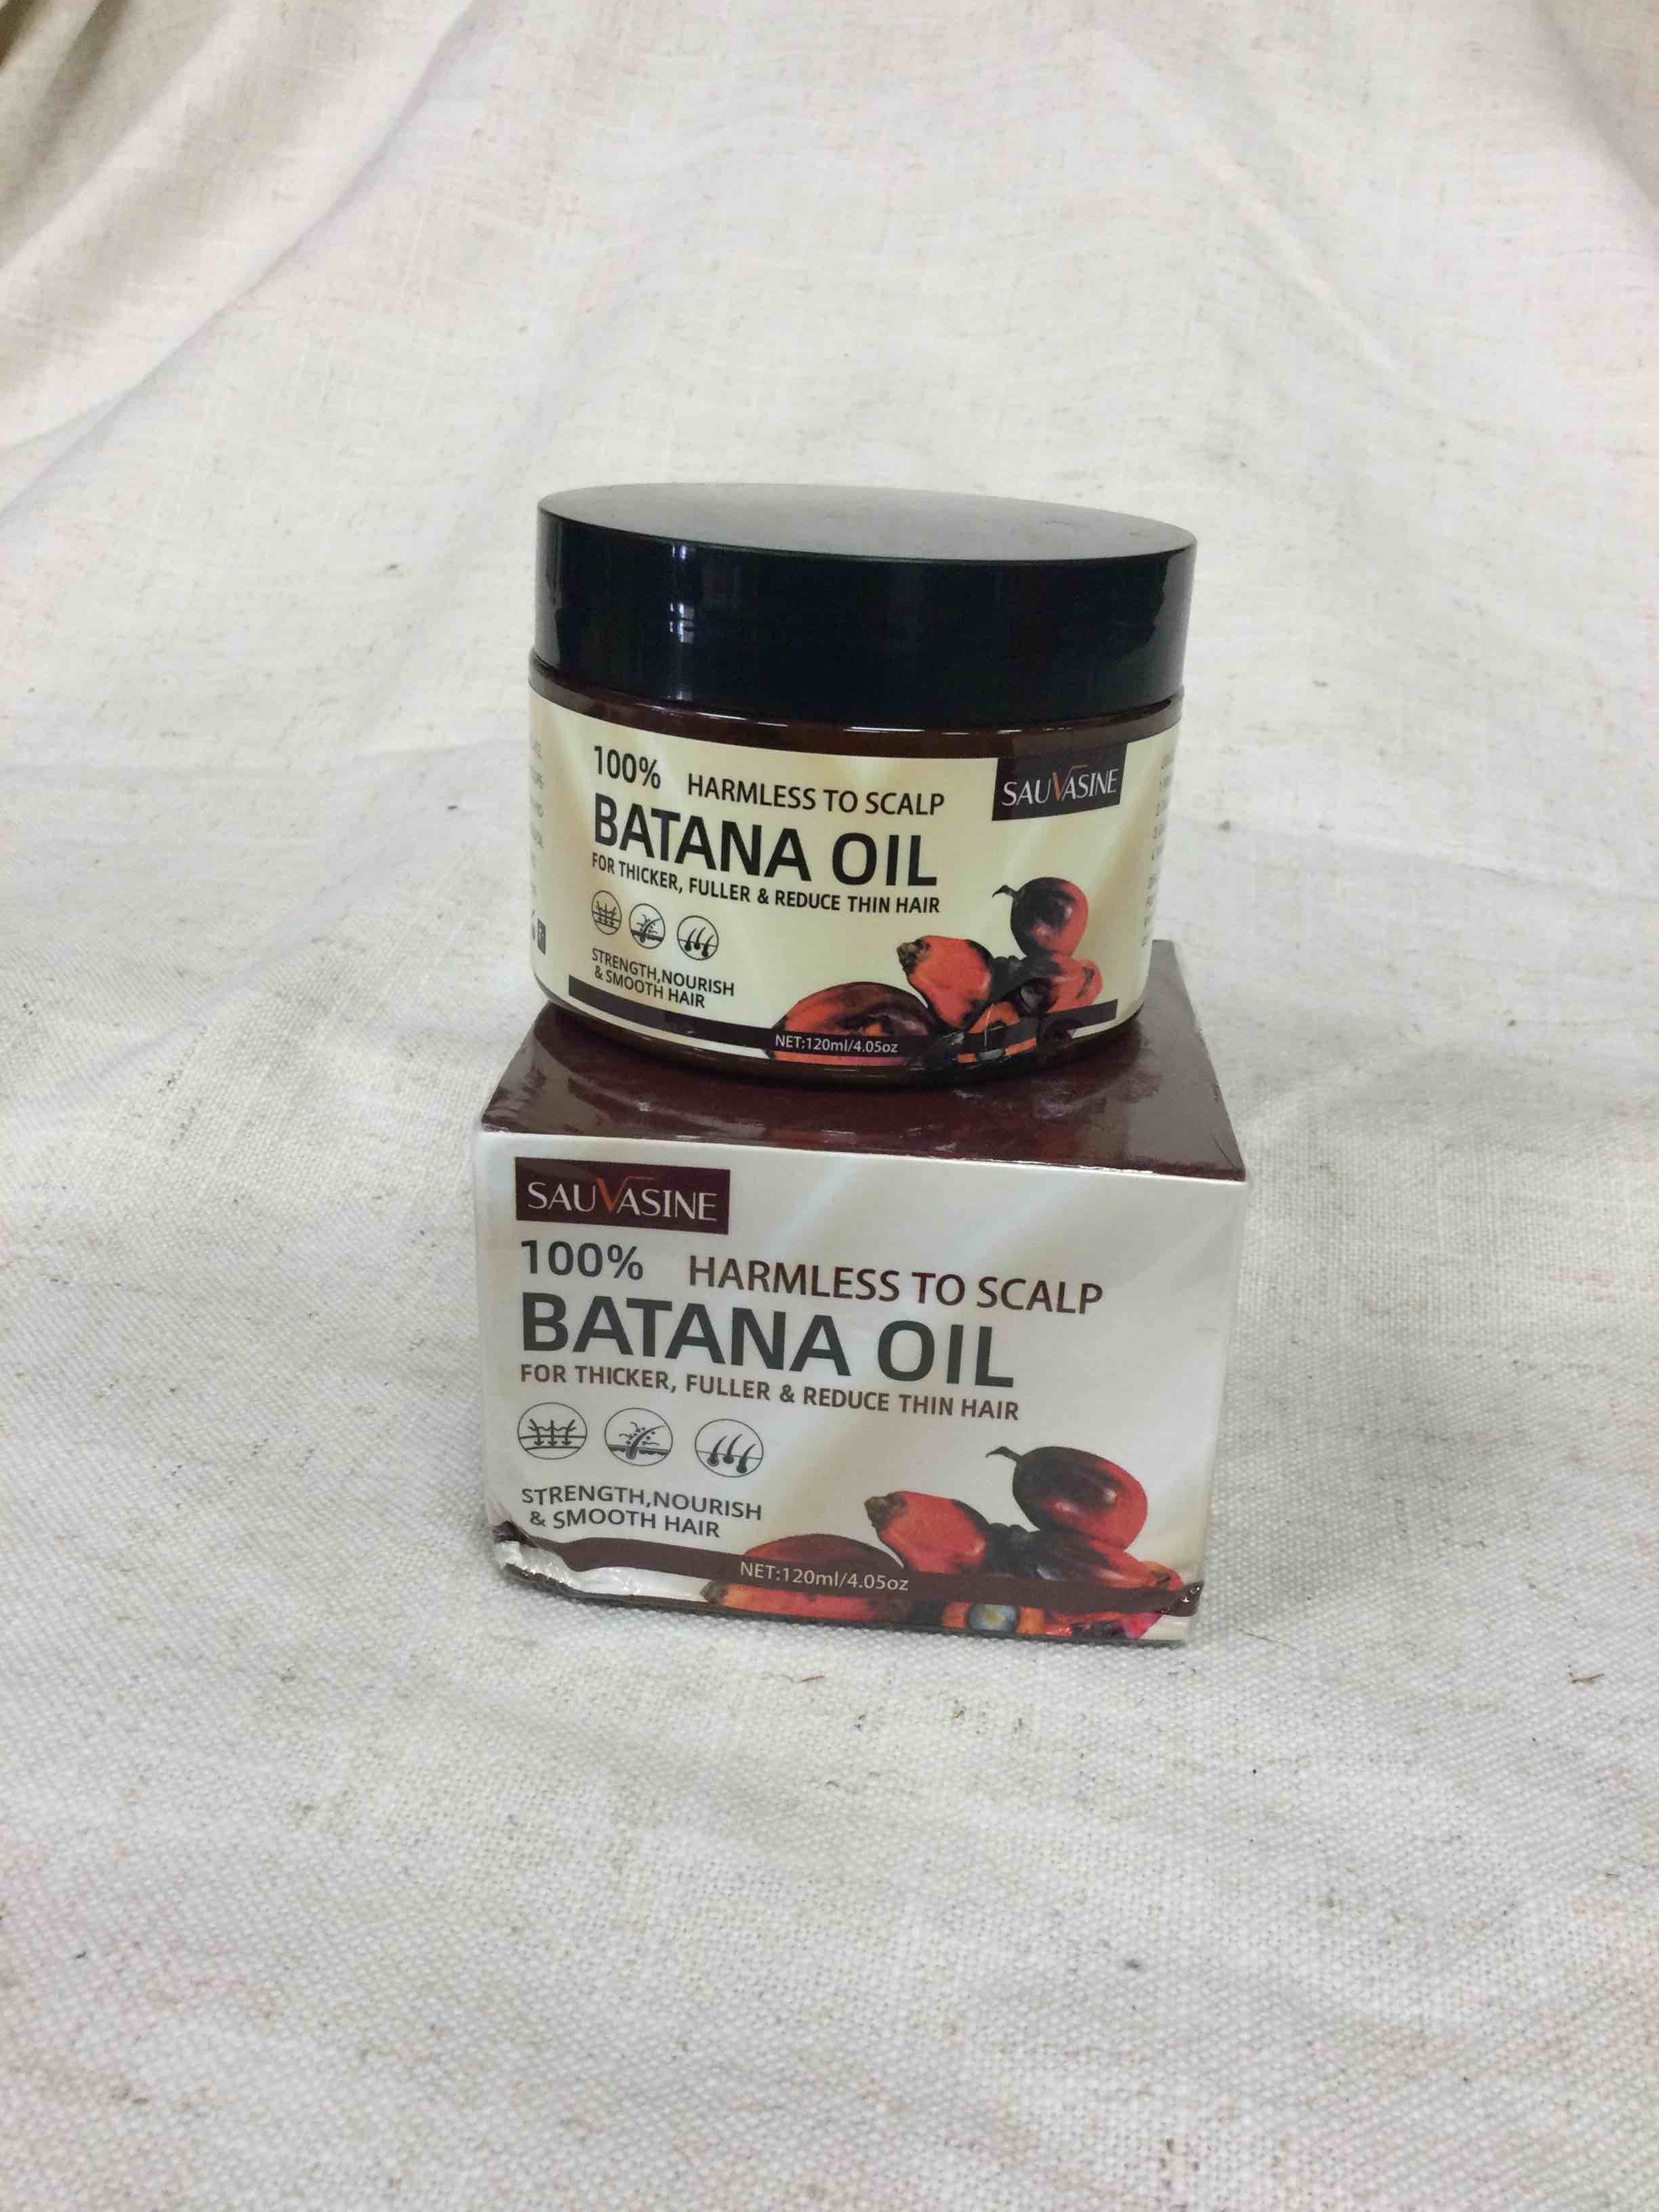 100% HARMLESS TO SCALP
SAUVASINE
BATANA OIL
FOR THICKER, FULLER & REDUCE THIN HAIR
STRENGTH,NOURISH
& SMOOTH HAIR
NET:120ml/4.05oz
SAUVASINE
100% HARMLESS TO SCALP
BATANA OIL
FOR THICKER, FULLER & REDUCE THIN HAIR
STRENGTH,NOURISH
& SMOOTH HAIR
NET:120ml/4.05oz